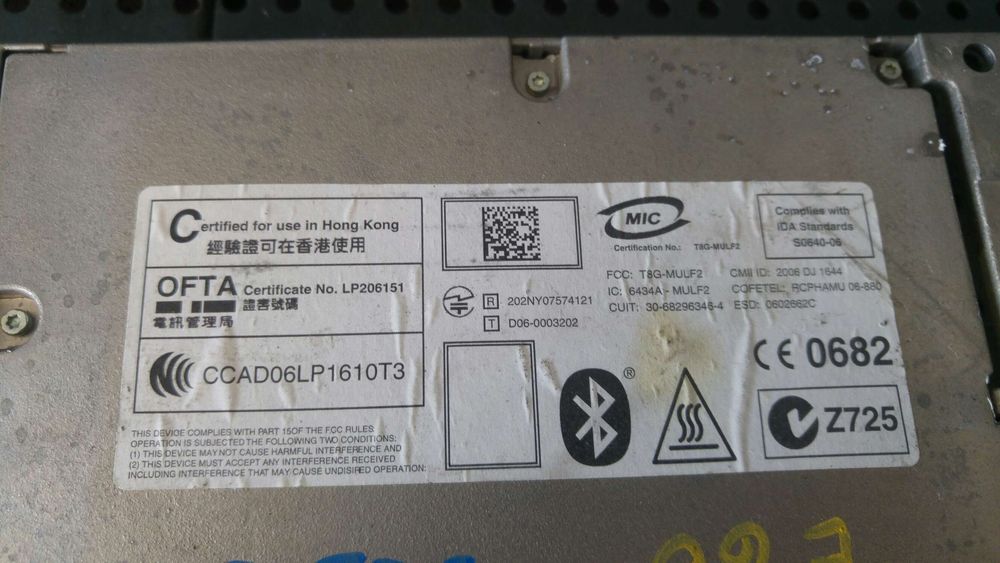 Certified for use in Hong Kong
經驗證可在香港使用
OFTA Certificate No. LP206151
證書號碼
電訊管理局
CCAD06LP1610T3
THIS DEVICE COMPLIES WITH PART 15OF THE FCC RULES:
OPERATION IS SUBJECTED THE FOLLOWING TWO CONDITIONS:
(1) THIS DEVICE MAY NOT CAUSE HARMFUL INTERFERENCE AND
(2) THIS DEVICE MUST ACCEPT ANY INTERFERENCE RECEIVED
INCLUDING INTERFERENCE THAT MAY CAUSE UNDISIRED OPERATION:
R 202NY07574121
T D06-0003202
®
MIC
Certification No.: T8G-MULF2
Complies with
IDA Standards
S0640-06
FCC: T8G-MULF2 CMII ID: 2006 DJ 1644
IC: 6434A - MULF2 COFETEL: RCPHAMU 06-880
CUIT: 30-68296346-4 ESD: 0602662C
CE 0682
Z725